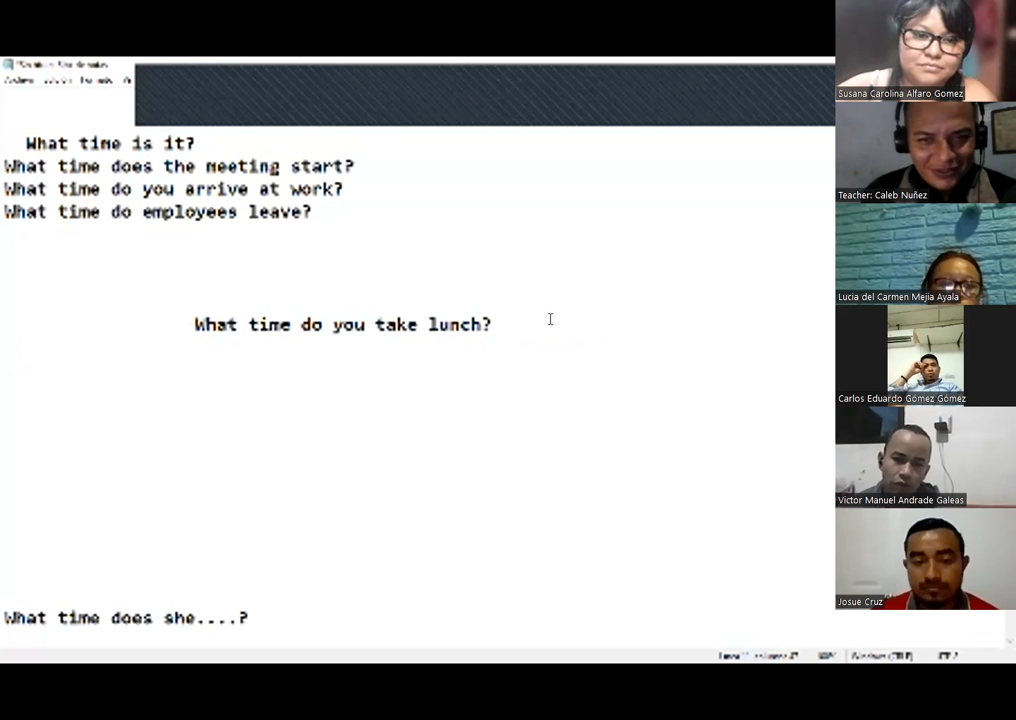 What time is it?
What time does the meeting start?
What time do you arrive at work?
What time do employees leave?
What time do you take lunch?
What time does she....?
Susana Carolina Alfaro Gomez
Teacher: Caleb Nuñez
Lucia del Carmen Mejia Ayala
Carlos Eduardo Gómez Gómez
Victor Manuel Andrade Galeas
Josue Cruz